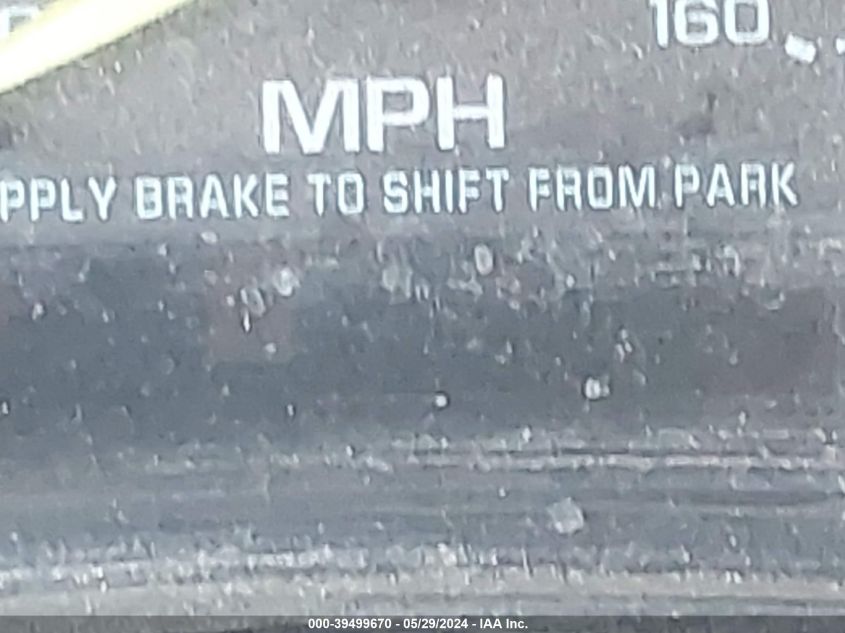 160
MPH
PPLY BRAKE TO SHIFT FROM PARK
000-39499670 - 05/29/2024 - IAA Inc.